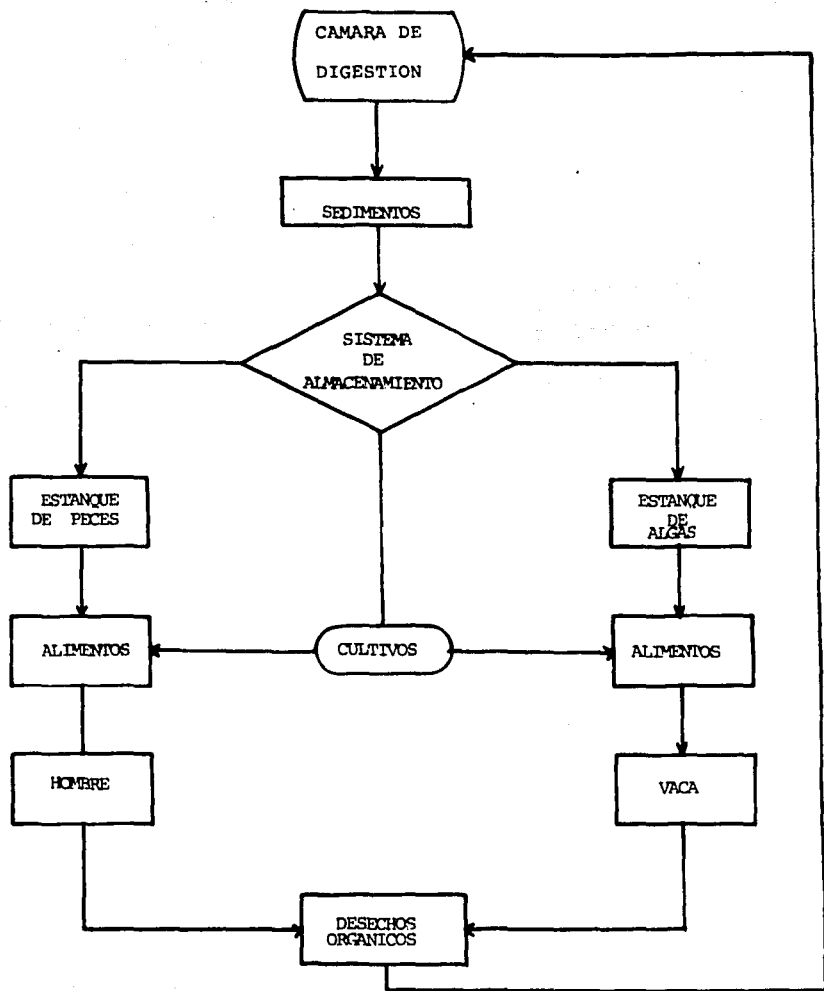 CAMARA DE
DIGESTION
SEDIMENTOS
SISTEMA
DE
ALMACENAMIENTO
ESTANQUE
DE PECES
ESTANQUE
DE
ALGAS
ALIMENTOS
CULTIVOS
ALIMENTOS
HOMBRE
VACA
DESECHOS
ORGANICOS